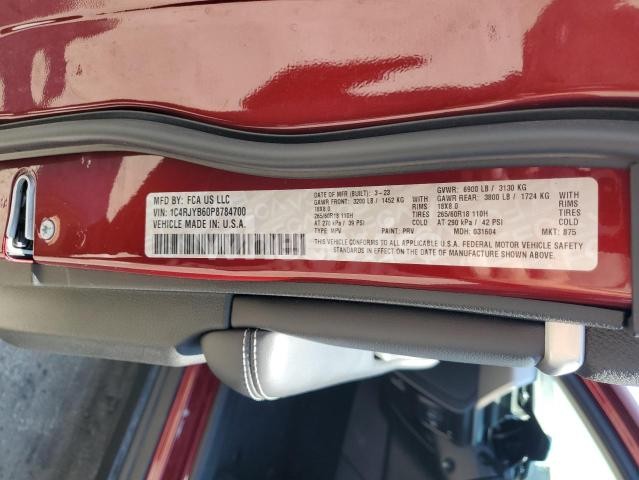 MFD BY: FCA US LLC
VIN: 1C4RJYB60P8784700
VEHICLE MADE IN: U.S.A.
DATE OF MFR (BUILT): 3-23
GAWR FRONT: 3200 LB / 1452 KG
18X8.0 RIMS
265/60R18 110H TIRES
AT 270 kPa / 39 PSI COLD
TYPE: MPV PAINT: PRV
GVWR: 6900 LB / 3130 KG
GAWR REAR: 3800 LB / 1724 KG
18X8.0 RIMS
265/60R18 110H TIRES
AT 290 kPa / 42 PSI COLD
MDH: 031604 MKT: 875
THIS VEHICLE CONFORMS TO ALL APPLICABLE U.S.A. FEDERAL MOTOR VEHICLE SAFETY
STANDARDS IN EFFECT ON THE DATE OF MANUFACTURE SHOWN ABOVE.